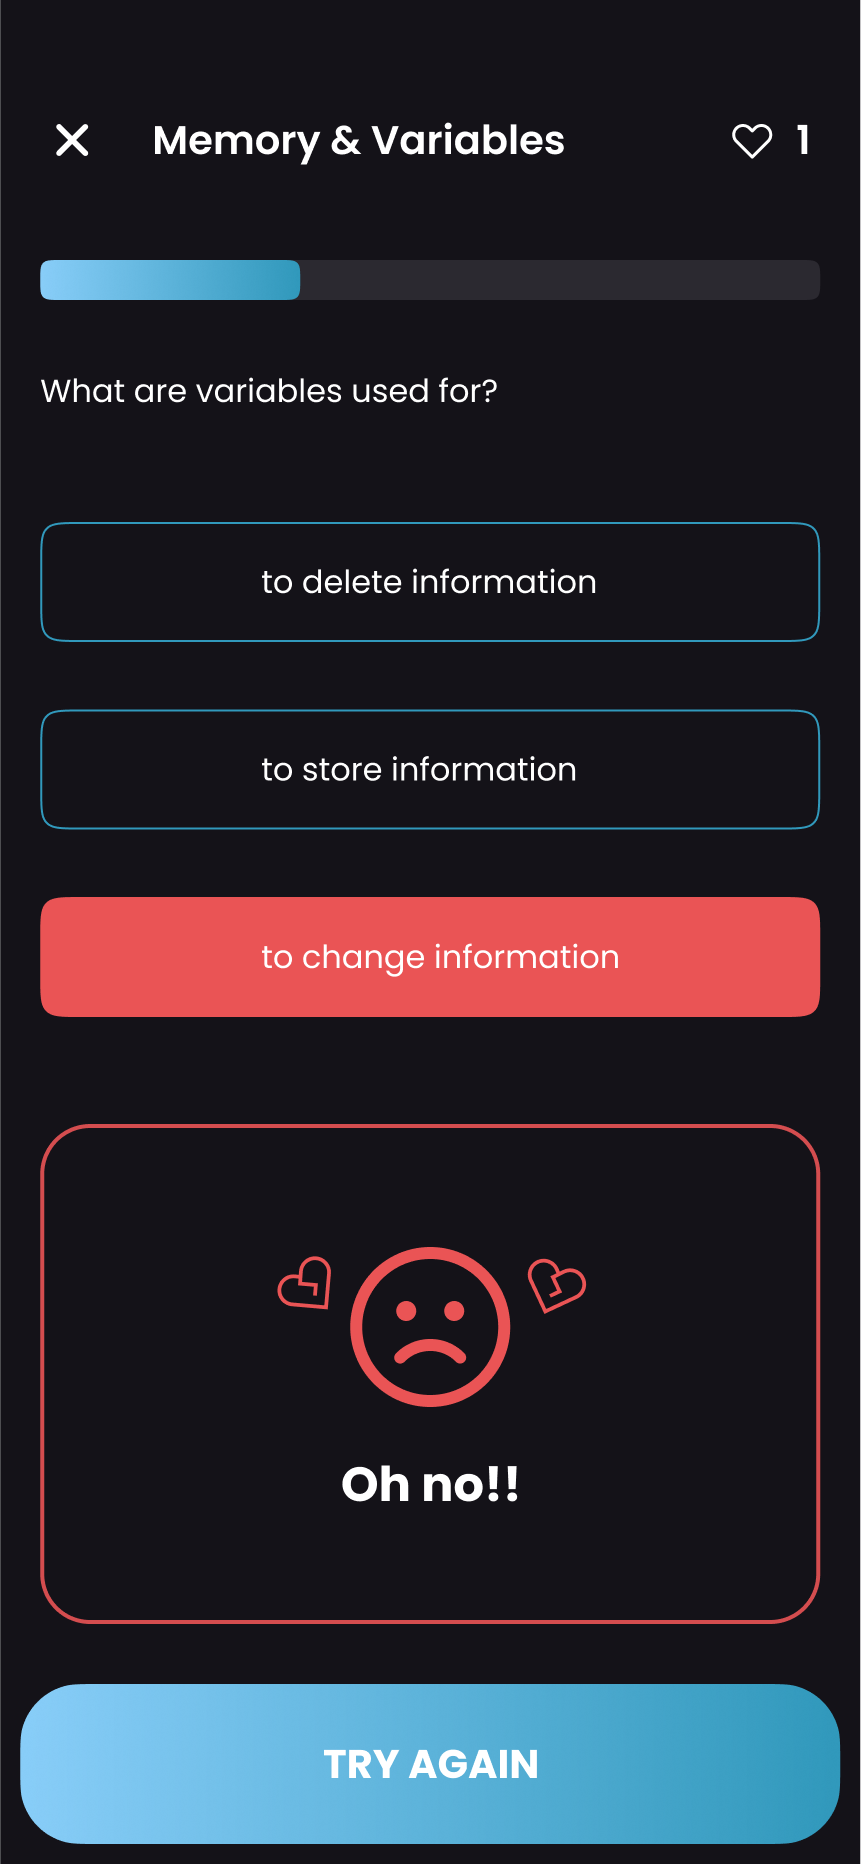 Memory & Variables
1
What are variables used for?
to delete information
to store information
to change information
Oh no!!
TRY AGAIN